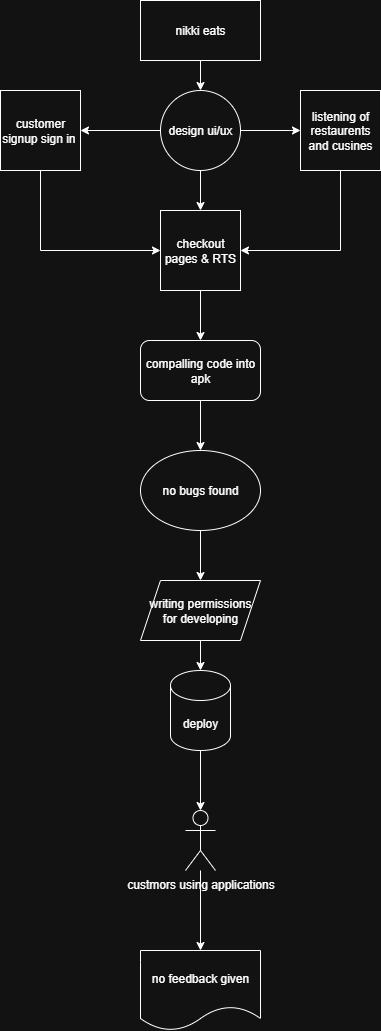 nikki eats
customer
signup sign in
design ui/ux
listening of
restaurents
and cusines
checkout
pages & RTS
compalling code into
apk
no bugs found
writing permissions
for developing
deploy
custmors using applications
no feedback given